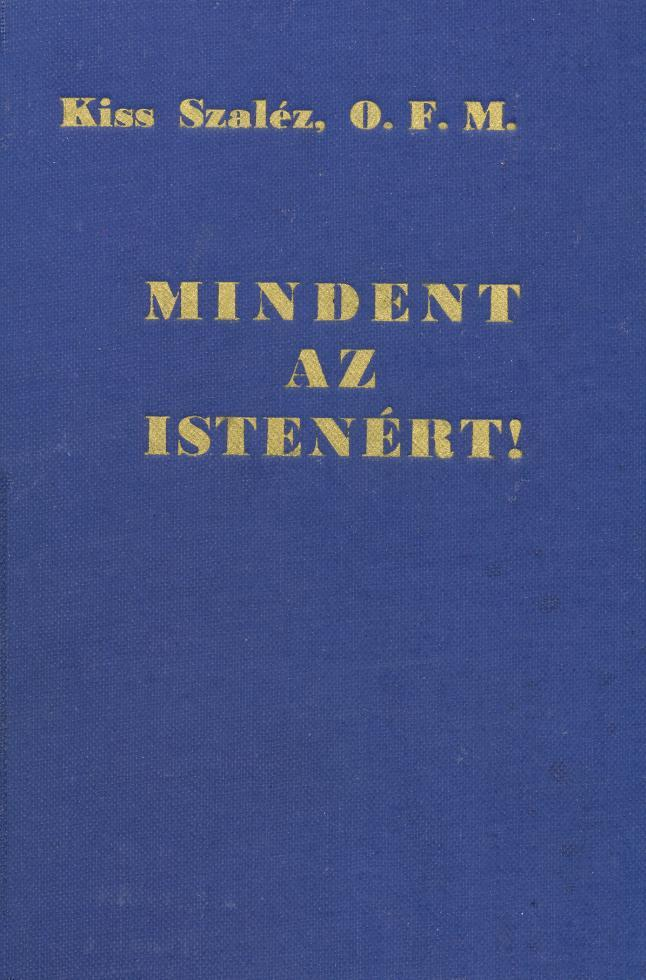 Kiss Szaléz, O. F. M.
MINDENT
AZ
ISTENÉRT!